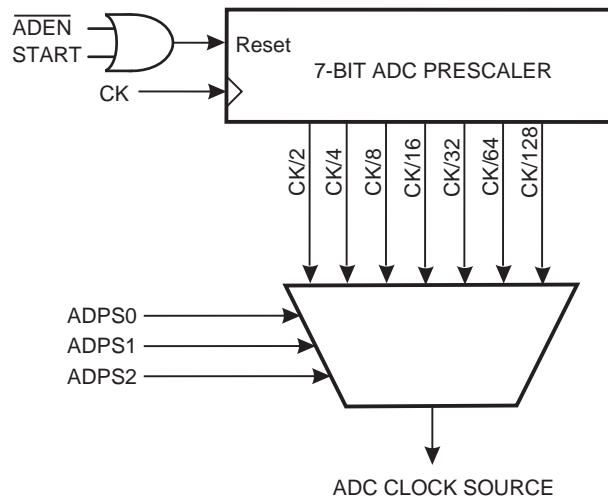 ADEN
START
Reset
7-BIT ADC PRESCALER
CK
CK/2
CK/4
CK/8
CK/16
CK/32
CK/64
CK/128
ADPS0
ADPS1
ADPS2
ADC CLOCK SOURCE